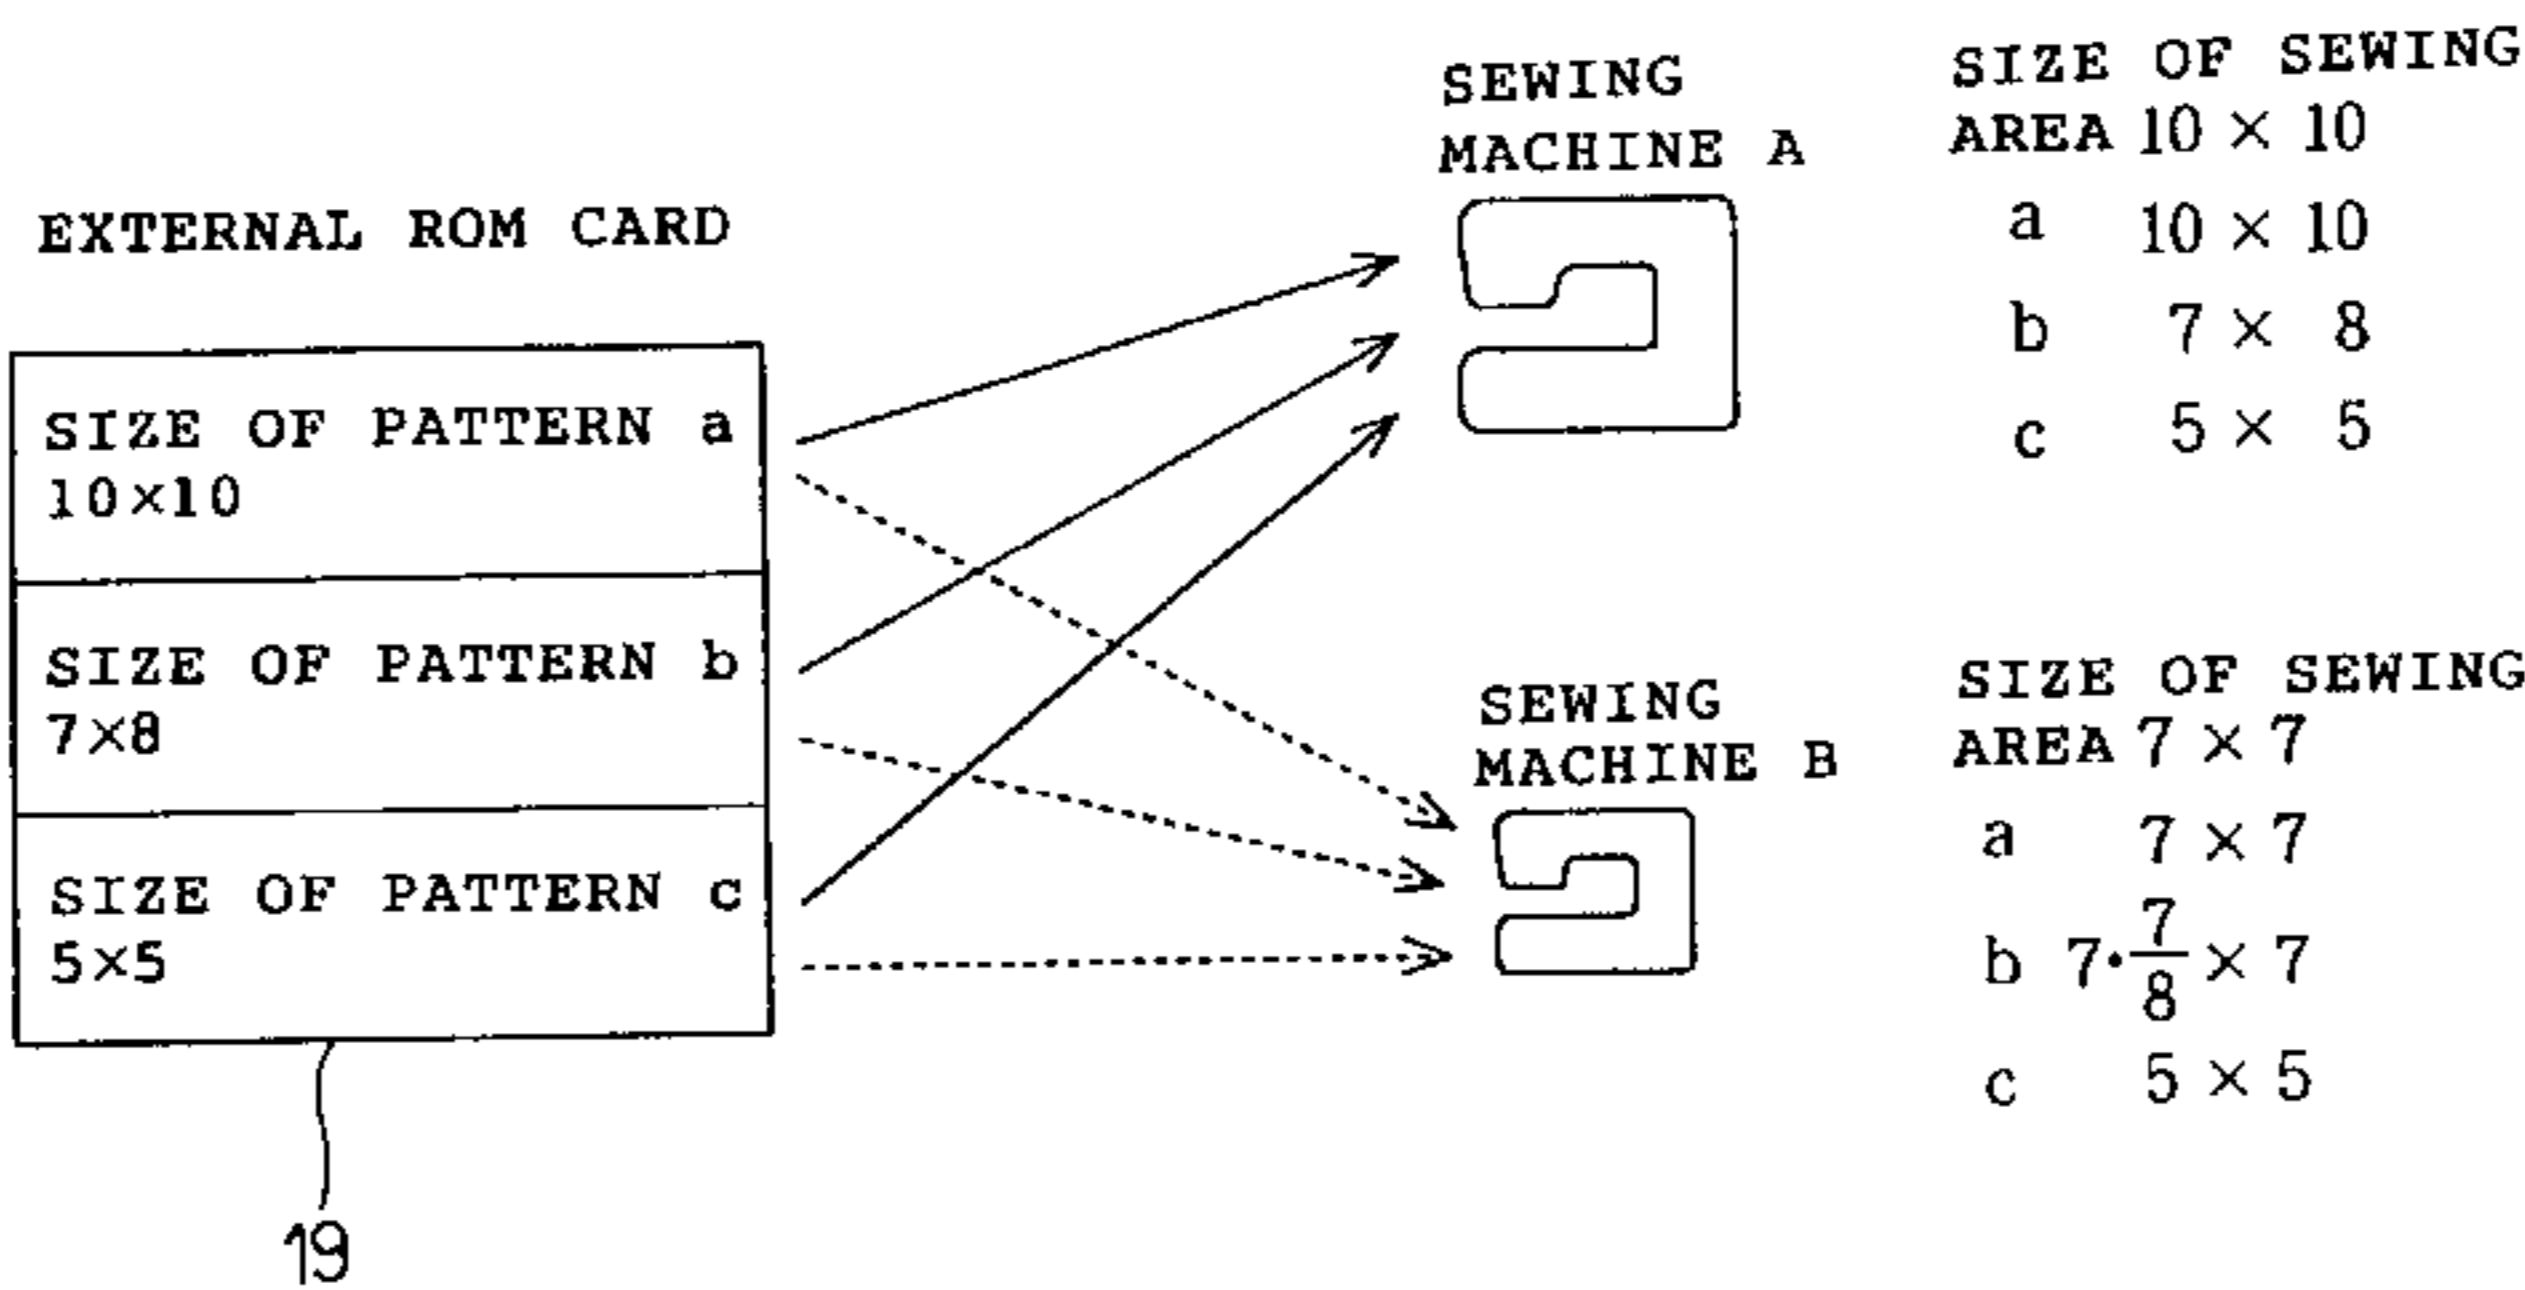 EXTERNAL ROM CARD
SIZE OF PATTERN a
10×10
SIZE OF PATTERN b
7×8
SIZE OF PATTERN c
5×5
19
SEWING
MACHINE A
SIZE OF SEWING
AREA 10 × 10
a 10 × 10
b 7 × 8
c 5 × 5
SEWING
MACHINE B
SIZE OF SEWING
AREA 7 × 7
a 7 × 7
b 7·7/8 × 7
c 5 × 5